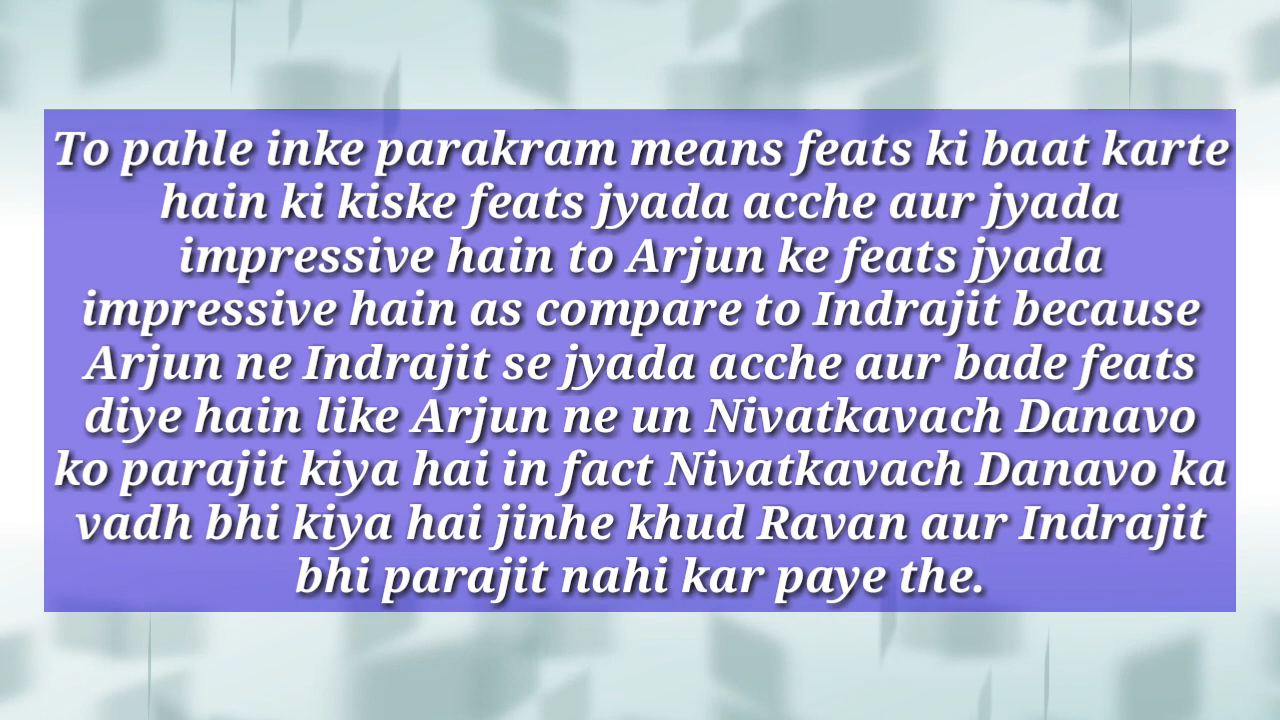 To pahle inke parakram means feats ki baat karte
hain ki kiske feats jyada acche aur jyada
impressive hain to Arjun ke feats jyada
impressive hain as compare to Indrajit because
Arjun ne Indrajit se jyada acche aur bade feats
diye hain like Arjun ne un Nivatkavach Danavo
ko parajit kiya hai in fact Nivatkavach Danavo ka
vadh bhi kiya hai jinhe khud Ravan aur Indrajit
bhi parajit nahi kar paye the.